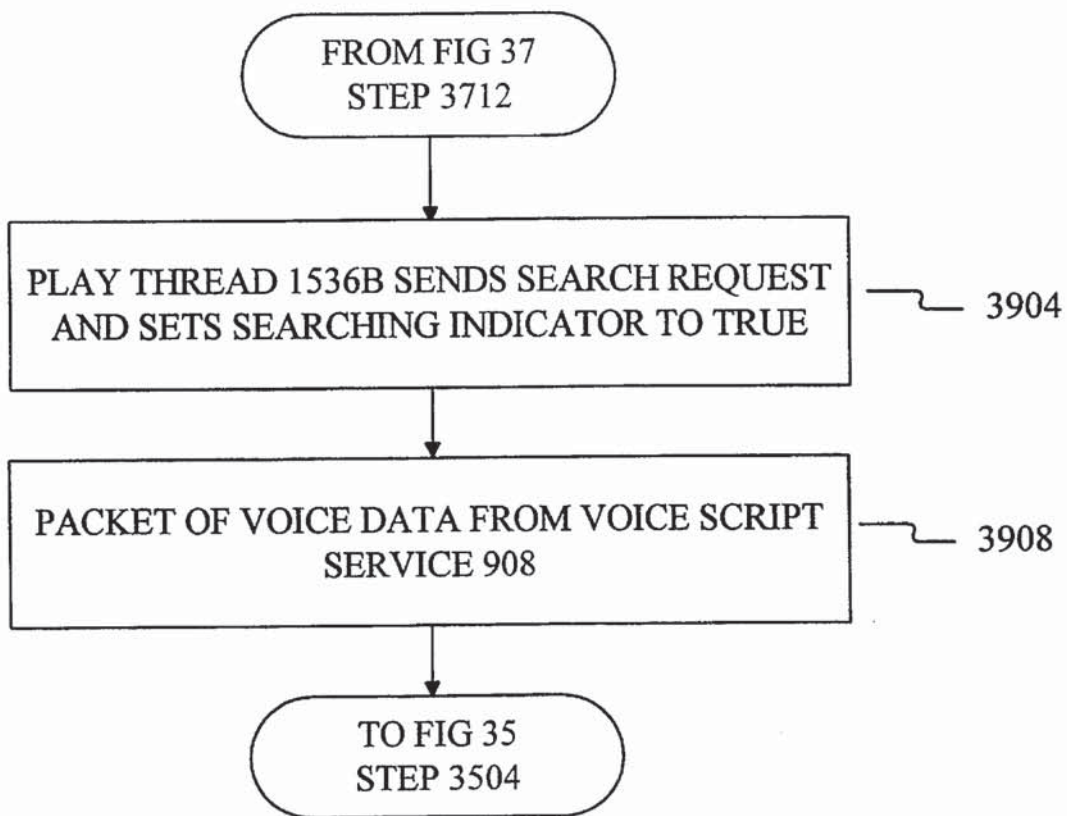 FROM FIG 37
STEP 3712
PLAY THREAD 1536B SENDS SEARCH REQUEST
AND SETS SEARCHING INDICATOR TO TRUE
3904
PACKET OF VOICE DATA FROM VOICE SCRIPT
SERVICE 908
3908
TO FIG 35
STEP 3504